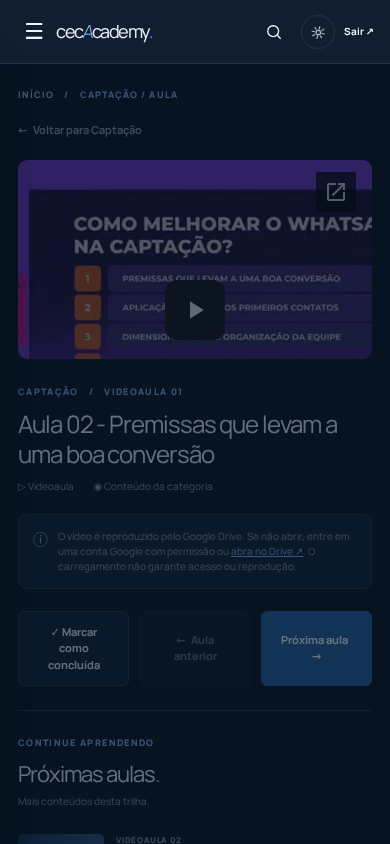 ☰ cecAcademy. Sair ↗
INÍCIO / CAPTAÇÃO / AULA
← Voltar para Captação
COMO MELHORAR O WHATSA
NA CAPTAÇÃO?
1 PREMISSAS QUE LEVAM A UMA BOA CONVERSÃO
2 APLICAÇ OS PRIMEIROS CONTATOS
3 DIMENSION ORGANIZAÇÃO DA EQUIPE
CAPTAÇÃO / VIDEOAULA 01
Aula 02 - Premissas que levam a
uma boa conversão
▷ Videoaula ◉ Conteúdo da categoria
O vídeo é reproduzido pelo Google Drive. Se não abrir, entre em
uma conta Google com permissão ou abra no Drive ↗. O
carregamento não garante acesso ou reprodução.
✓ Marcar
como
concluída
← Aula
anterior
Próxima aula
→
CONTINUE APRENDENDO
Próximas aulas.
Mais conteúdos desta trilha.
VIDEOAULA 02